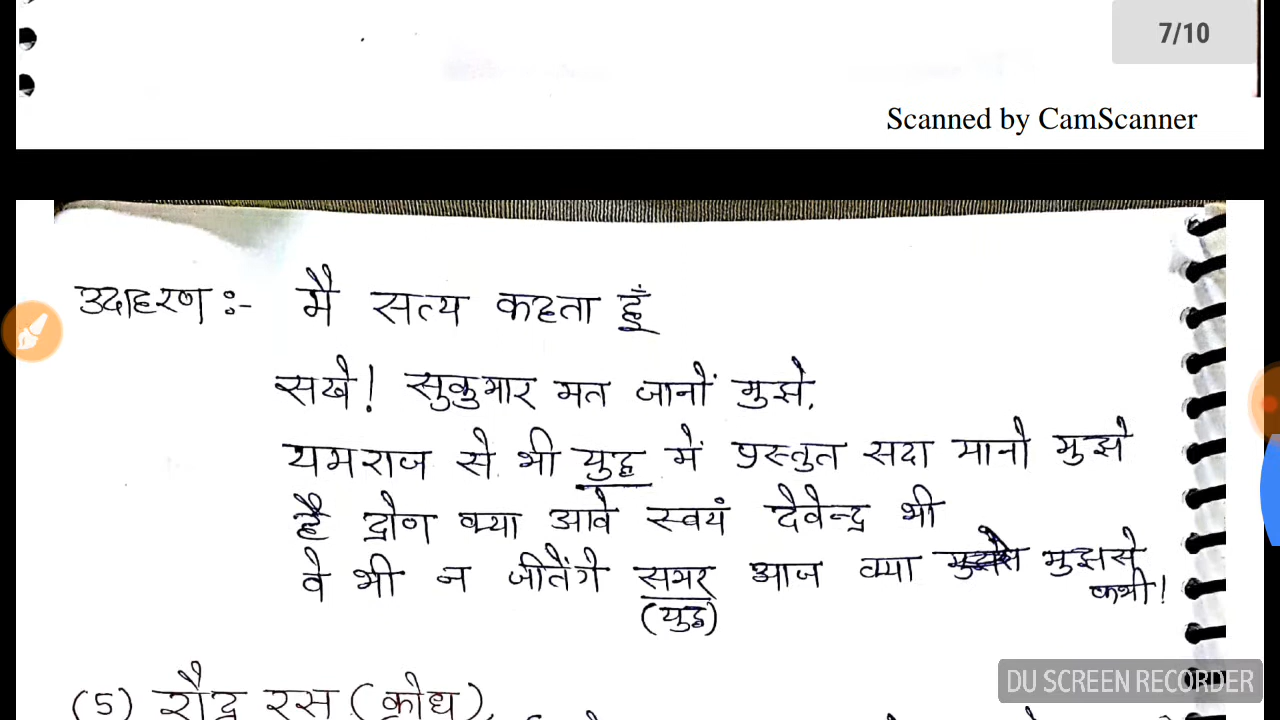 7/10
Scanned by CamScanner
उदाहरण :- मै सत्य कहता हूँ
सखे! सुकुमार मत जानों मुझे,
यमराज से भी युद्ध में प्रस्तुत सदा मानो मुझे
है द्रोण क्या आवे स्वयं देवेन्द्र भी
वे भी न जीतेंगे समर आज क्या मुझसे
कभी!
(युद्ध)
(5) रौद्र रस (क्रोध)
DU SCREEN RECORDER